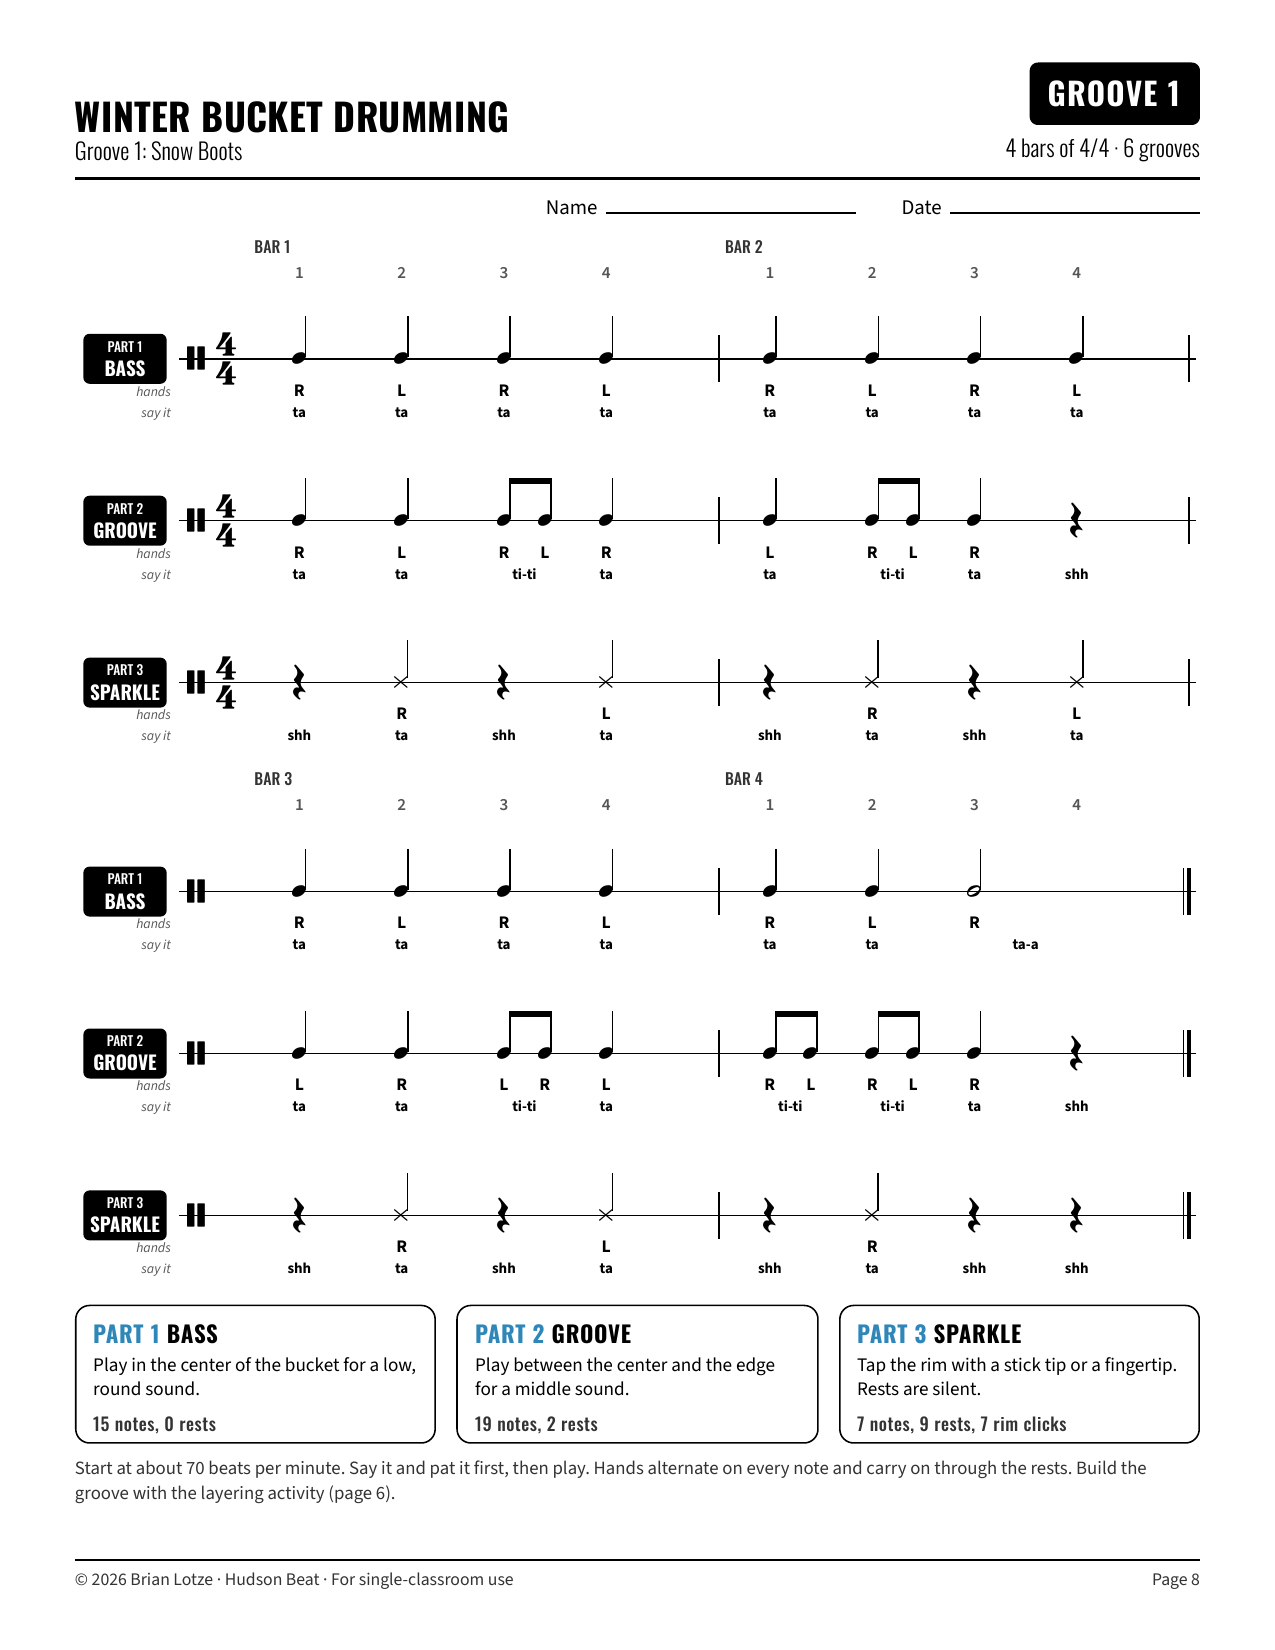 WINTER BUCKET DRUMMING
Groove 1: Snow Boots
GROOVE 1
4 bars of 4/4 · 6 grooves
Name Date
BAR 1 BAR 2
1 2 3 4 1 2 3 4
PART 1
BASS
4
4
hands R L R L R L R L
say it ta ta ta ta ta ta ta ta
PART 2
GROOVE
4
4
hands R L R L R L R L R
say it ta ta ti-ti ta ta ti-ti ta shh
PART 3
SPARKLE
4
4
hands R L R L
say it shh ta shh ta shh ta shh ta
BAR 3 BAR 4
1 2 3 4 1 2 3 4
PART 1
BASS
hands R L R L R L R
say it ta ta ta ta ta ta ta-a
PART 2
GROOVE
hands L R L R L R L R L R
say it ta ta ti-ti ta ti-ti ti-ti ta shh
PART 3
SPARKLE
hands R L R
say it shh ta shh ta shh ta shh shh
PART 1 BASS
Play in the center of the bucket for a low,
round sound.
15 notes, 0 rests
PART 2 GROOVE
Play between the center and the edge
for a middle sound.
19 notes, 2 rests
PART 3 SPARKLE
Tap the rim with a stick tip or a fingertip.
Rests are silent.
7 notes, 9 rests, 7 rim clicks
Start at about 70 beats per minute. Say it and pat it first, then play. Hands alternate on every note and carry on through the rests. Build the
groove with the layering activity (page 6).
© 2026 Brian Lotze · Hudson Beat · For single-classroom use
Page 8